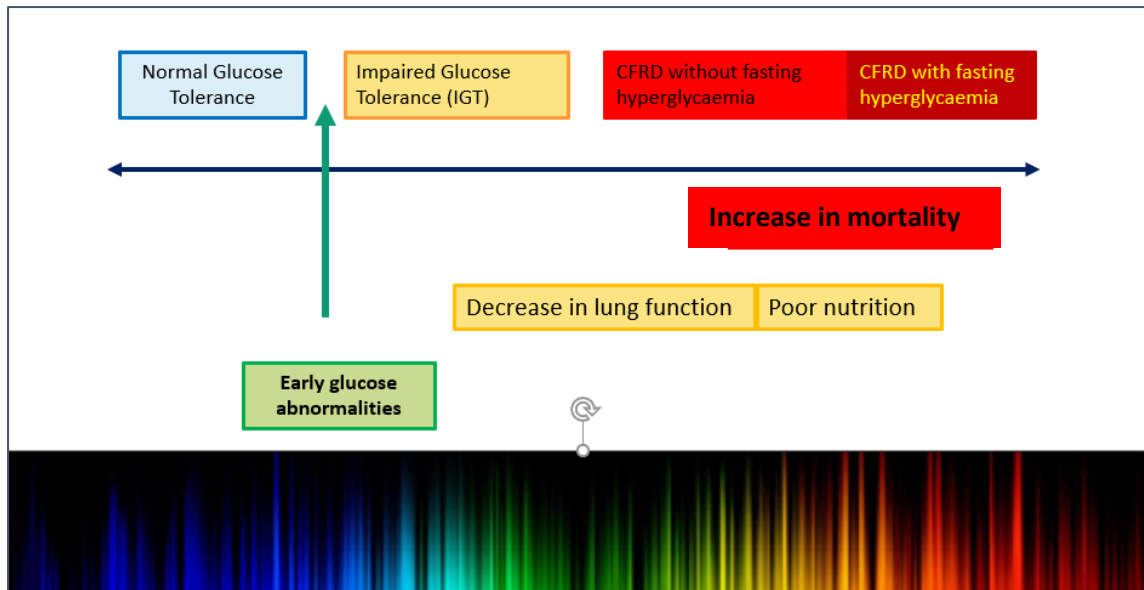 Normal Glucose
Tolerance
Impaired Glucose
Tolerance (IGT)
CFRD without fasting
hyperglycaemia
CFRD with fasting
hyperglycaemia
Increase in mortality
Decrease in lung function
Poor nutrition
Early glucose
abnormalities